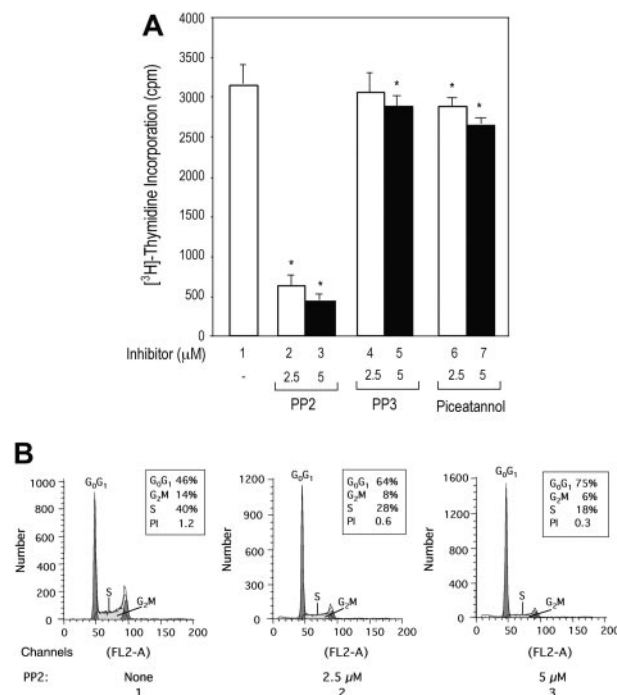 A
[³H]-Thymidine Incorporation (cpm)
4000
3500
3000
2500
2000
1500
1000
500
0
* * * * *
Inhibitor (μM) 1 2 3 4 5 6 7
- 2.5 5 2.5 5 2.5 5
PP2 PP3 Piceatannol
B
Number
1000
800
600
400
200
0
G₀G₁
S
G₂M
G₀G₁ 46%
G₂M 14%
S 40%
PI 1.2
0 50 100 150 200
Number
1200
900
600
300
0
G₀G₁
S
G₂M
G₀G₁ 64%
G₂M 8%
S 28%
PI 0.6
0 50 100 150 200
Number
1600
1200
800
400
0
G₀G₁
S
G₂M
G₀G₁ 75%
G₂M 6%
S 18%
PI 0.3
0 50 100 150 200
Channels (FL2-A) (FL2-A) (FL2-A)
PP2: None 2.5 μM 5 μM
1 2 3